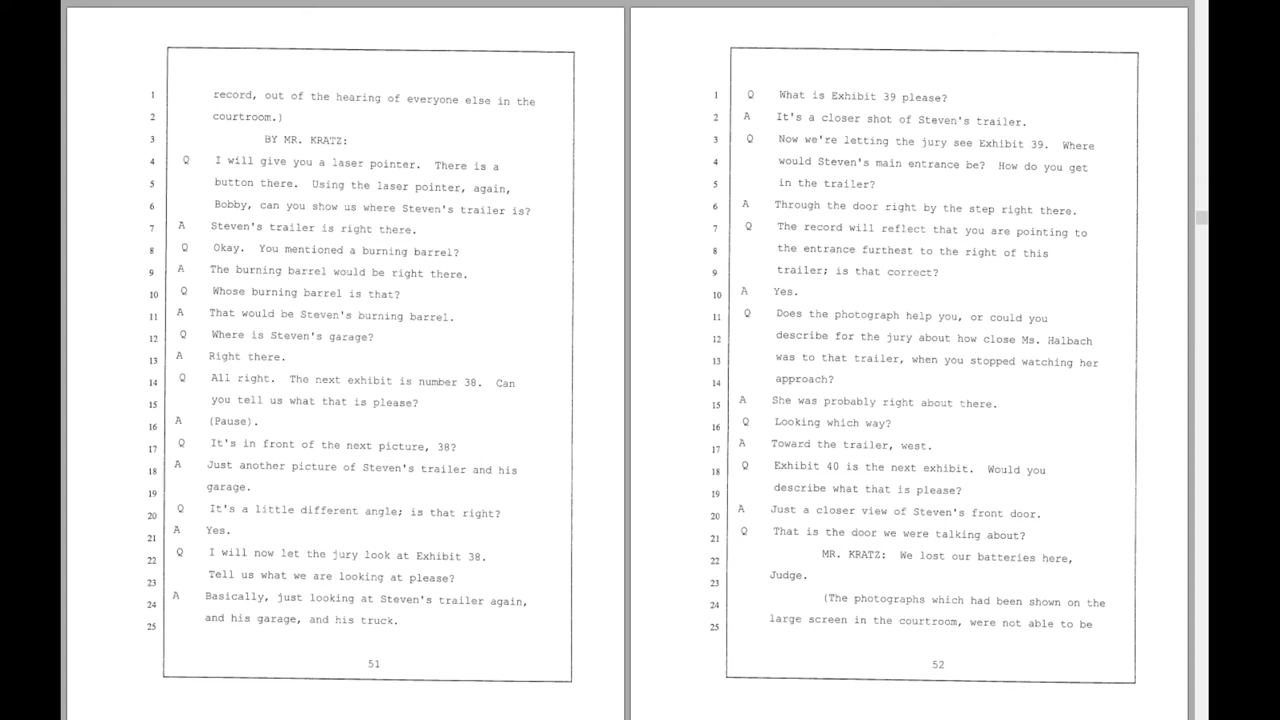 1 record, out of the hearing of everyone else in the
2 courtroom.)
3 BY MR. KRATZ:
4 Q I will give you a laser pointer. There is a
5 button there. Using the laser pointer, again,
6 Bobby, can you show us where Steven's trailer is?
7 A Steven's trailer is right there.
8 Q Okay. You mentioned a burning barrel?
9 A The burning barrel would be right there.
10 Q Whose burning barrel is that?
11 A That would be Steven's burning barrel.
12 Q Where is Steven's garage?
13 A Right there.
14 Q All right. The next exhibit is number 38. Can
15 you tell us what that is please?
16 A (Pause).
17 Q It's in front of the next picture, 38?
18 A Just another picture of Steven's trailer and his
19 garage.
20 Q It's a little different angle; is that right?
21 A Yes.
22 Q I will now let the jury look at Exhibit 38.
23 Tell us what we are looking at please?
24 A Basically, just looking at Steven's trailer again,
25 and his garage, and his truck.
51
1 Q What is Exhibit 39 please?
2 A It's a closer shot of Steven's trailer.
3 Q Now we're letting the jury see Exhibit 39. Where
4 would Steven's main entrance be? How do you get
5 in the trailer?
6 A Through the door right by the step right there.
7 Q The record will reflect that you are pointing to
8 the entrance furthest to the right of this
9 trailer; is that correct?
10 A Yes.
11 Q Does the photograph help you, or could you
12 describe for the jury about how close Ms. Halbach
13 was to that trailer, when you stopped watching her
14 approach?
15 A She was probably right about there.
16 Q Looking which way?
17 A Toward the trailer, west.
18 Q Exhibit 40 is the next exhibit. Would you
19 describe what that is please?
20 A Just a closer view of Steven's front door.
21 Q That is the door we were talking about?
22 MR. KRATZ: We lost our batteries here,
23 Judge.
24 (The photographs which had been shown on the
25 large screen in the courtroom, were not able to be
52